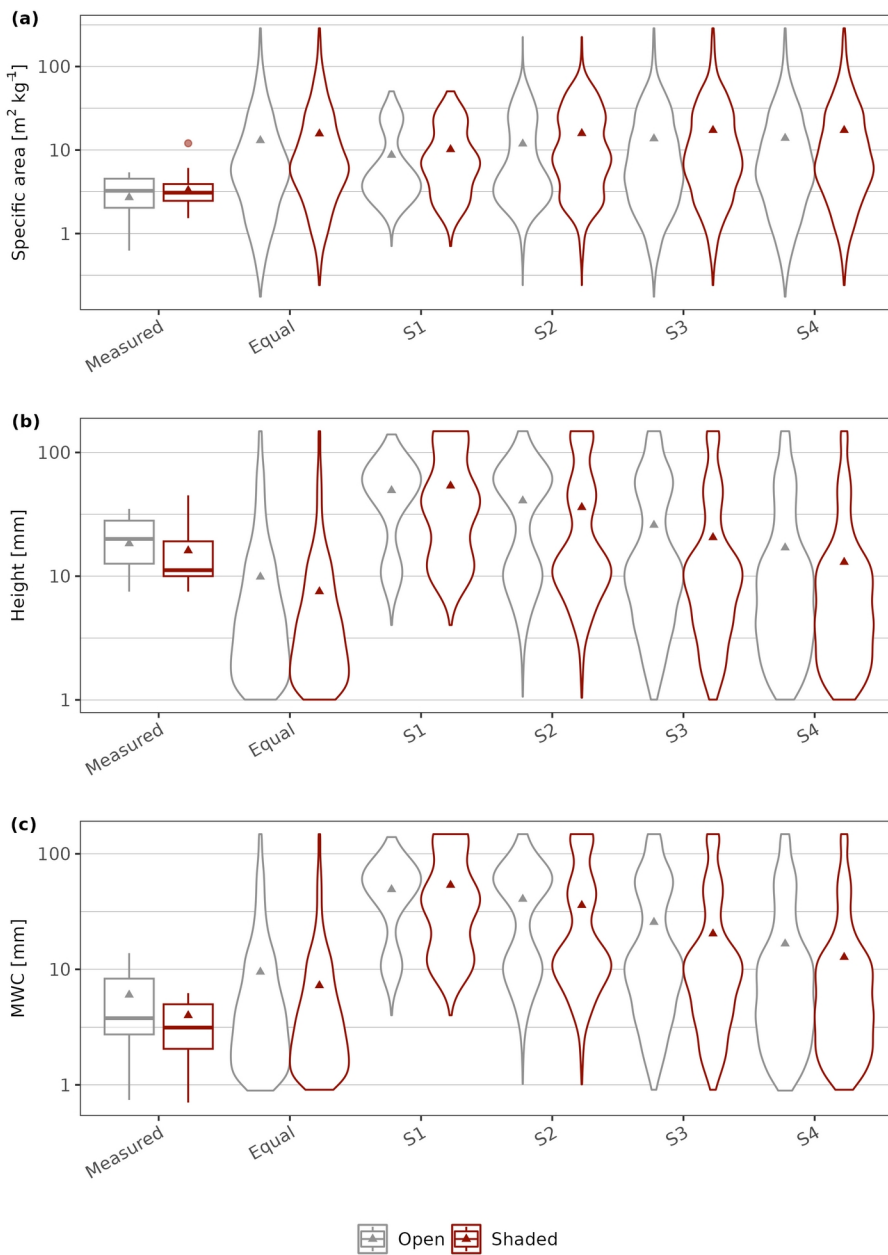 (a)
Specific area [m² kg⁻¹]
100
10
1
Measured Equal S1 S2 S3 S4
(b)
Height [mm]
100
10
1
Measured Equal S1 S2 S3 S4
(c)
MWC [mm]
100
10
1
Measured Equal S1 S2 S3 S4
Open Shaded